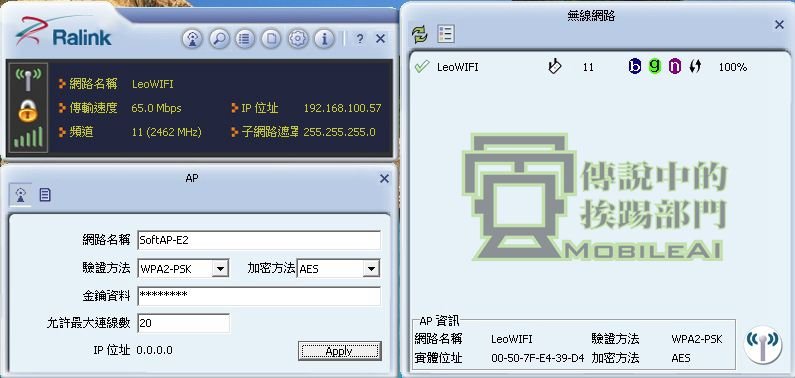 Ralink
?
網路名稱 LeoWIFI
傳輸速度 65.0 Mbps IP 位址 192.168.100.57
頻道 11 (2462 MHz) 子網路遮罩 255.255.255.0
AP
網路名稱 SoftAP-E2
驗證方法 WPA2-PSK 加密方法 AES
金鑰資料 ********
允許最大連線數 20
IP 位址 0.0.0.0 Apply
無線網路
LeoWIFI 11 b g n 100%
傳說中的
挨踢部門
MOBILEAI
AP 資訊
網路名稱 LeoWIFI 驗證方法 WPA2-PSK
實體位址 00-50-7F-E4-39-D4 加密方法 AES